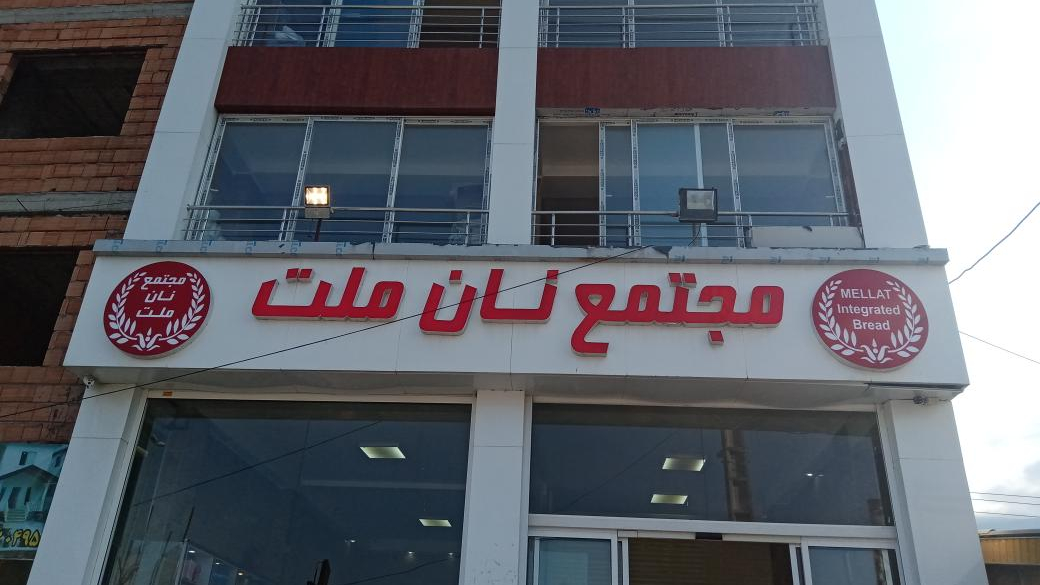 مجتمع نان ملت
مجتمع
نان
ملت
MELLAT
Integrated
Bread